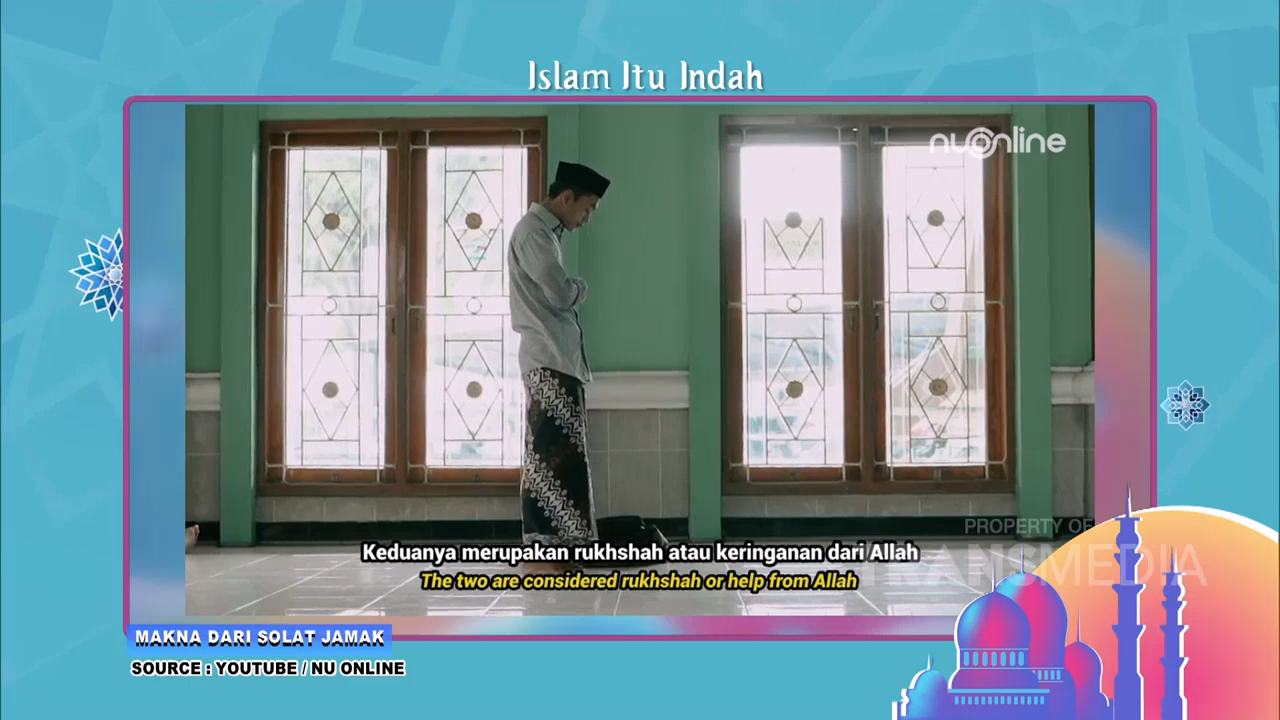 Islam Itu Indah
nuonline
PROPERTY OF
TRANSMEDIA
Keduanya merupakan rukhshah atau keringanan dari Allah
The two are considered rukhshah or help from Allah
MAKNA DARI SOLAT JAMAK
SOURCE : YOUTUBE / NU ONLINE